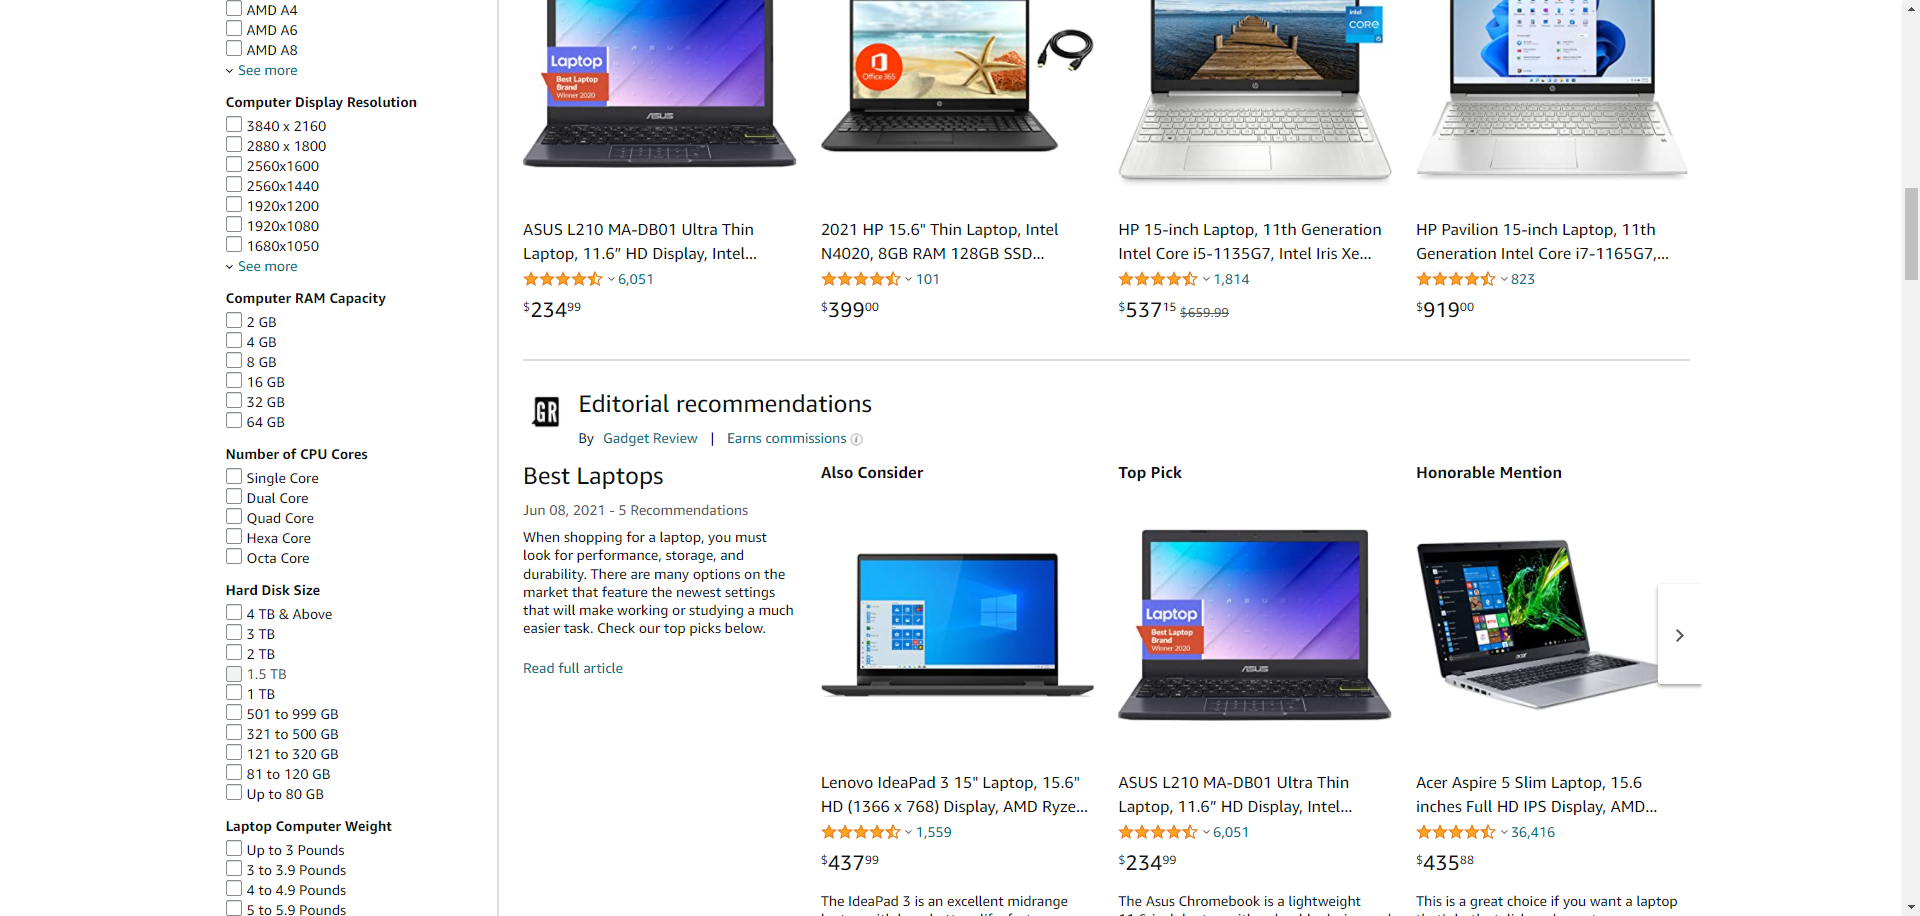 AMD A4
AMD A6
AMD A8
See more
Computer Display Resolution
3840 x 2160
2880 x 1800
2560x1600
2560x1440
1920x1200
1920x1080
1680x1050
See more
Computer RAM Capacity
2 GB
4 GB
8 GB
16 GB
32 GB
64 GB
Number of CPU Cores
Single Core
Dual Core
Quad Core
Hexa Core
Octa Core
Hard Disk Size
4 TB & Above
3 TB
2 TB
1.5 TB
1 TB
501 to 999 GB
321 to 500 GB
121 to 320 GB
81 to 120 GB
Up to 80 GB
Laptop Computer Weight
Up to 3 Pounds
3 to 3.9 Pounds
4 to 4.9 Pounds
5 to 5.9 Pounds
Laptop
Best Laptop
Brand
Winner 2020
ASUS
ASUS L210 MA-DB01 Ultra Thin
Laptop, 11.6” HD Display, Intel...
6,051
$23499
Office 365
2021 HP 15.6" Thin Laptop, Intel
N4020, 8GB RAM 128GB SSD...
101
$39900
intel
CORE
HP 15-inch Laptop, 11th Generation
Intel Core i5-1135G7, Intel Iris Xe...
1,814
$53715 $659.99
HP Pavilion 15-inch Laptop, 11th
Generation Intel Core i7-1165G7,...
823
$91900
GR
Editorial recommendations
By Gadget Review | Earns commissions
Best Laptops
Jun 08, 2021 - 5 Recommendations
When shopping for a laptop, you must
look for performance, storage, and
durability. There are many options on the
market that feature the newest settings
that will make working or studying a much
easier task. Check our top picks below.
Read full article
Also Consider
Lenovo IdeaPad 3 15" Laptop, 15.6"
HD (1366 x 768) Display, AMD Ryze...
1,559
$43799
The IdeaPad 3 is an excellent midrange
Top Pick
Laptop
Best Laptop
Brand
Winner 2020
ASUS
ASUS L210 MA-DB01 Ultra Thin
Laptop, 11.6” HD Display, Intel...
6,051
$23499
The Asus Chromebook is a lightweight
Honorable Mention
acer
Acer Aspire 5 Slim Laptop, 15.6
inches Full HD IPS Display, AMD...
36,416
$43588
This is a great choice if you want a laptop